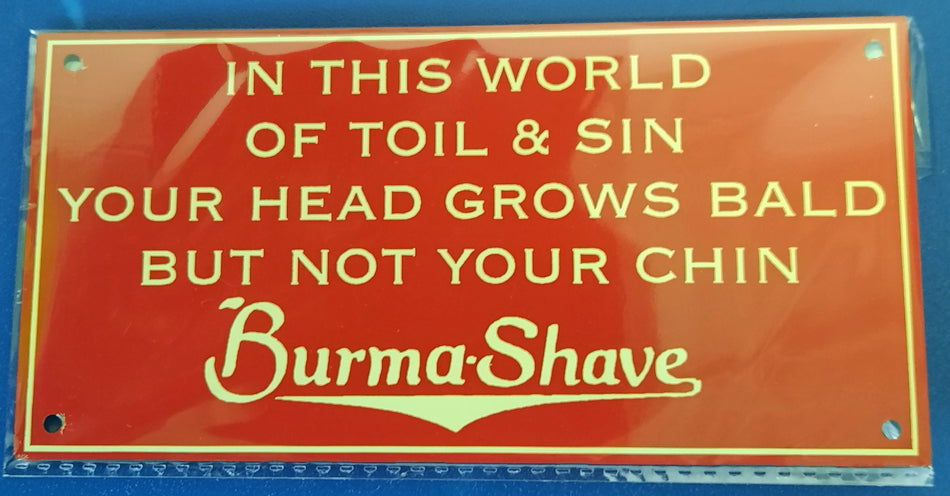 IN THIS WORLD
OF TOIL & SIN
YOUR HEAD GROWS BALD
BUT NOT YOUR CHIN
Burma-Shave